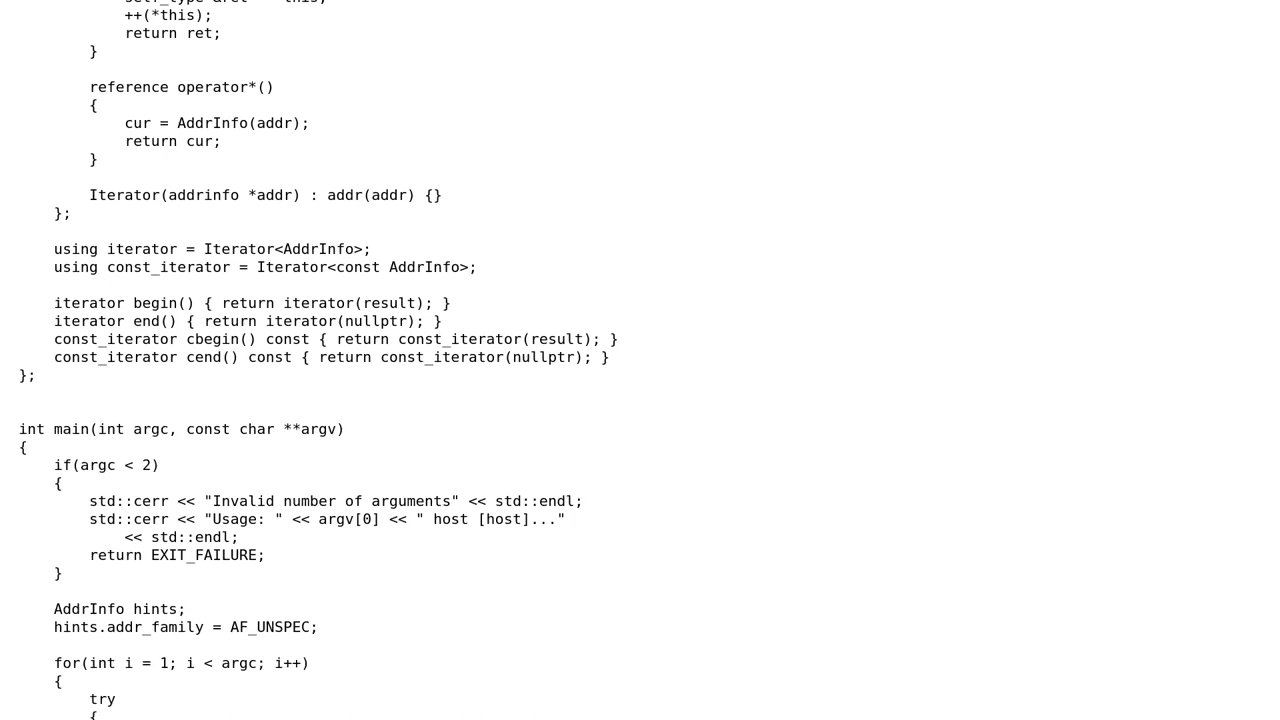 ++(*this);
return ret;
}
reference operator*()
{
cur = AddrInfo(addr);
return cur;
}
Iterator(addrinfo *addr) : addr(addr) {}
};
using iterator = Iterator<AddrInfo>;
using const_iterator = Iterator<const AddrInfo>;
iterator begin() { return iterator(result); }
iterator end() { return iterator(nullptr); }
const_iterator cbegin() const { return const_iterator(result); }
const_iterator cend() const { return const_iterator(nullptr); }
};
int main(int argc, const char **argv)
{
if(argc < 2)
{
std::cerr << "Invalid number of arguments" << std::endl;
std::cerr << "Usage: " << argv[0] << " host [host]..."
<< std::endl;
return EXIT_FAILURE;
}
AddrInfo hints;
hints.addr_family = AF_UNSPEC;
for(int i = 1; i < argc; i++)
{
try
{